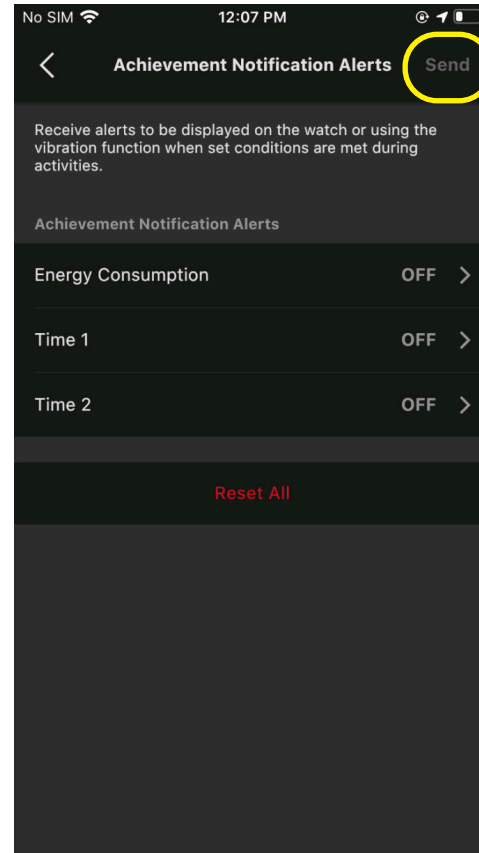 No SIM 12:07 PM
Achievement Notification Alerts Send
Receive alerts to be displayed on the watch or using the
vibration function when set conditions are met during
activities.
Achievement Notification Alerts
Energy Consumption OFF
Time 1 OFF
Time 2 OFF
Reset All